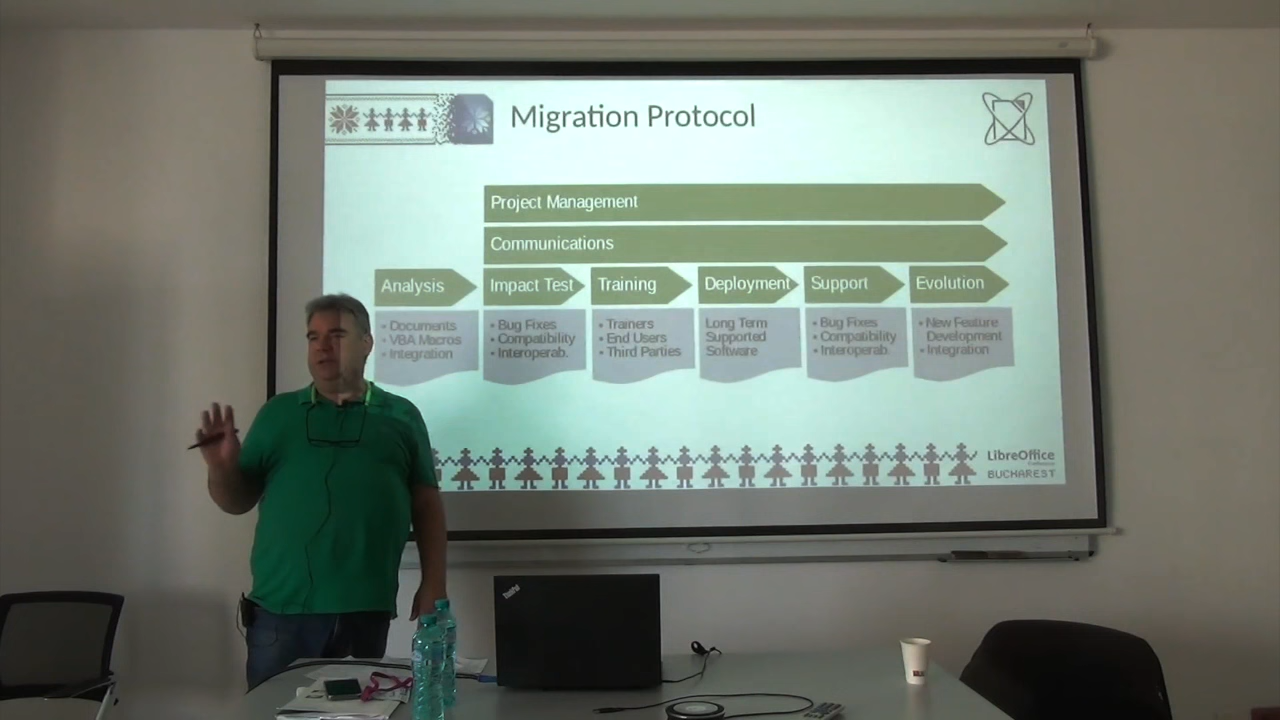 Migration Protocol
Project Management
Communications
Analysis
Impact Test
Training
Deployment
Support
Evolution
• Documents
• VBA Macros
• Integration
• Bug Fixes
• Compatibility
• Interoperab.
• Trainers
• End Users
• Third Parties
Long Term
Supported
Software
• Bug Fixes
• Compatibility
• Interoperab.
• New Feature
Development
• Integration
LibreOffice
Conference
BUCHAREST
ThinkPad